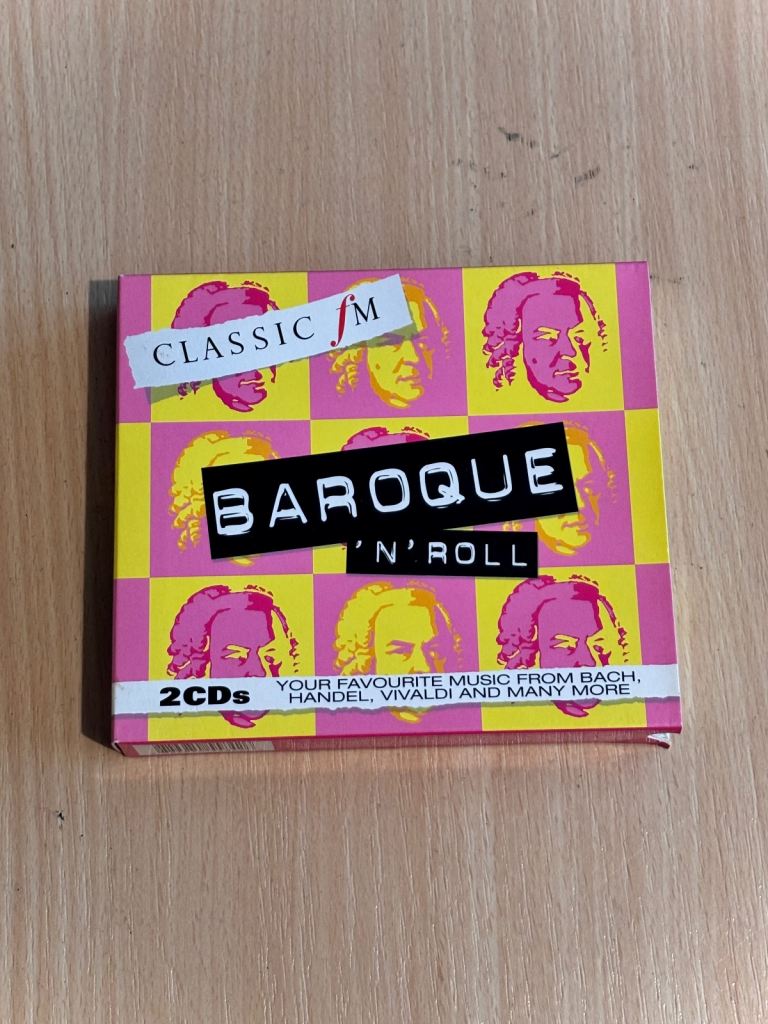 CLASSIC fM
BAROQUE
'N' ROLL
2CDs
YOUR FAVOURITE MUSIC FROM BACH,
HANDEL, VIVALDI AND MANY MORE